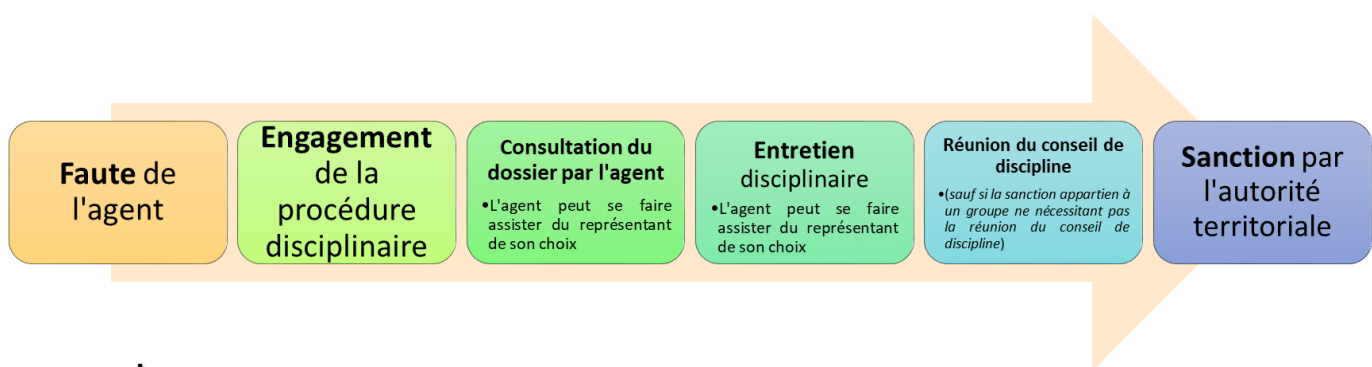 Faute de
l'agent
Engagement
de la
procédure
disciplinaire
Consultation du
dossier par l'agent
•L'agent peut se faire
assister du représentant
de son choix
Entretien
disciplinaire
•L'agent peut se faire
assister du représentant
de son choix
Réunion du conseil de
discipline
•(sauf si la sanction appartien à
un groupe ne nécessitant pas
la réunion du conseil de
discipline)
Sanction par
l'autorité
territoriale